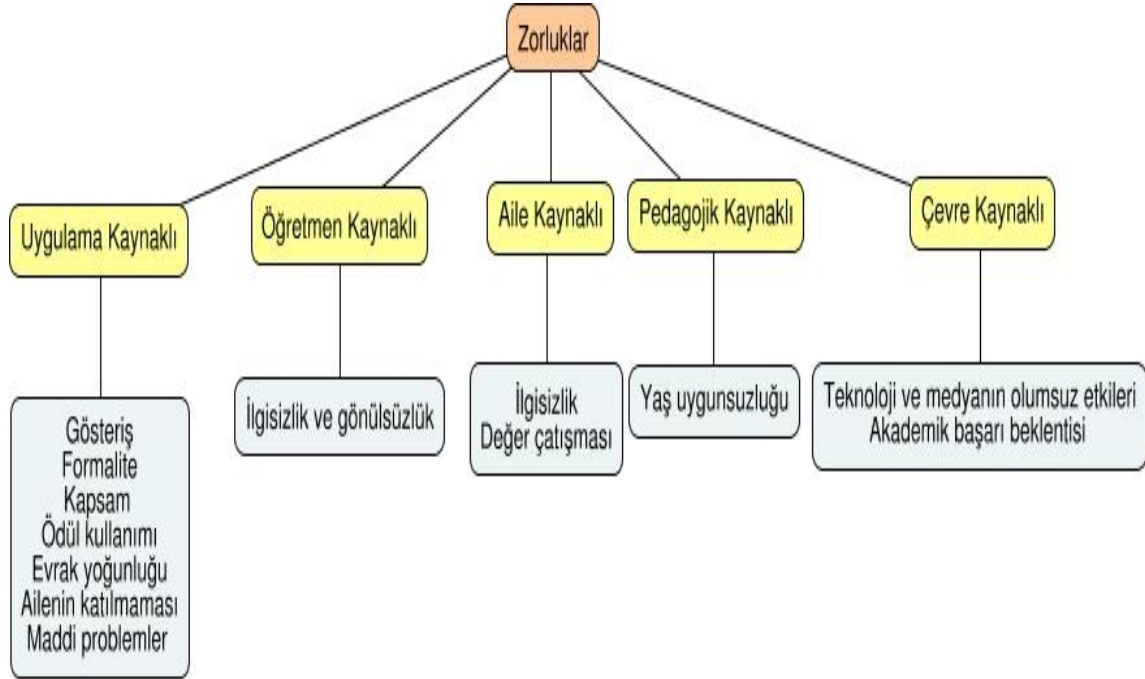 Zorluklar
Uygulama Kaynaklı
Öğretmen Kaynaklı
Aile Kaynaklı
Pedagojik Kaynaklı
Çevre Kaynaklı
Gösteriş
Formalite
Kapsam
Ödül kullanımı
Evrak yoğunluğu
Ailenin katılmaması
Maddi problemler
İlgisizlik ve gönülsüzlük
İlgisizlik
Değer çatışması
Yaş uygunsuzluğu
Teknoloji ve medyanın olumsuz etkileri
Akademik başarı beklentisi